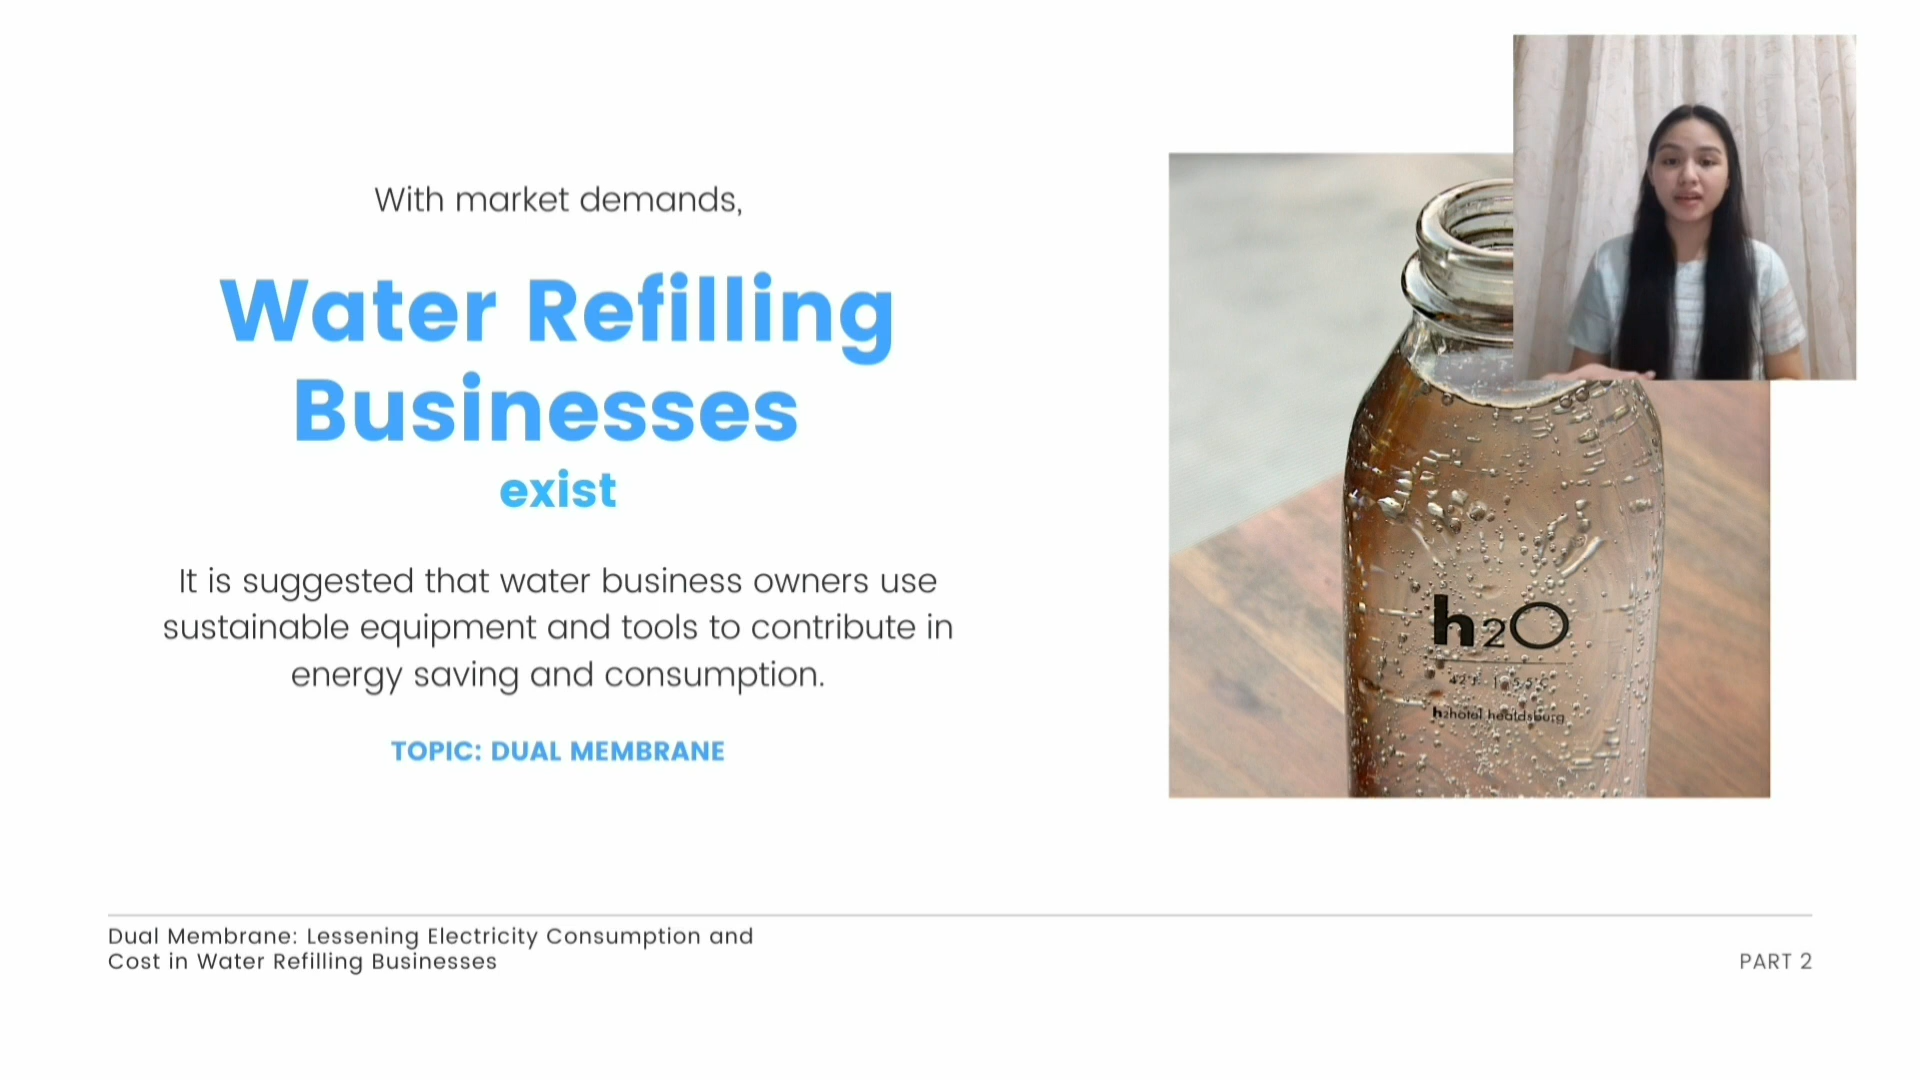 With market demands,
Water Refilling
Businesses
exist
It is suggested that water business owners use
sustainable equipment and tools to contribute in
energy saving and consumption.
TOPIC: DUAL MEMBRANE
h2O
h2hotel healdsburg
Dual Membrane: Lessening Electricity Consumption and
Cost in Water Refilling Businesses
PART 2